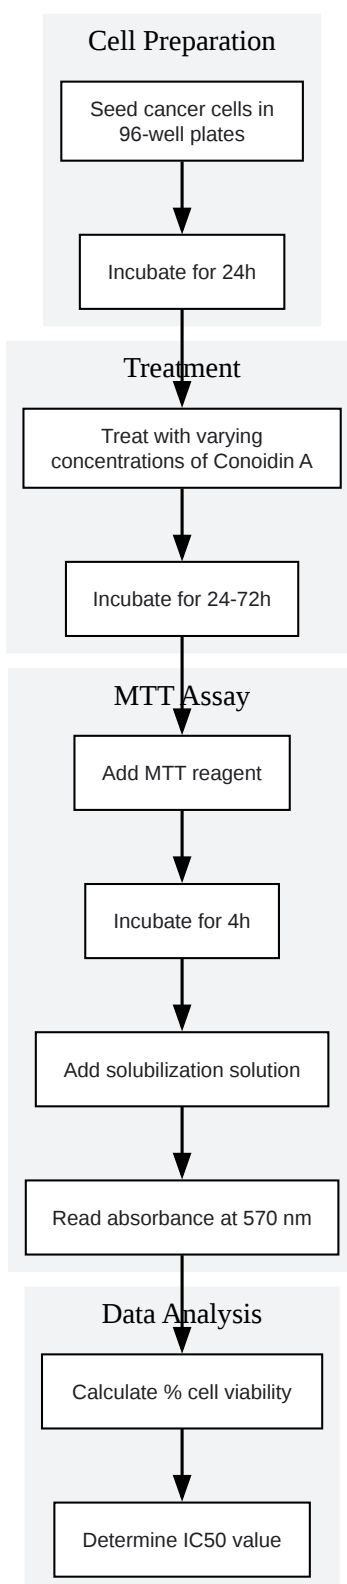 Cell Preparation
Seed cancer cells in
96-well plates
Incubate for 24h
Treatment
Treat with varying
concentrations of Conoidin A
Incubate for 24-72h
MTT Assay
Add MTT reagent
Incubate for 4h
Add solubilization solution
Read absorbance at 570 nm
Data Analysis
Calculate % cell viability
Determine IC50 value